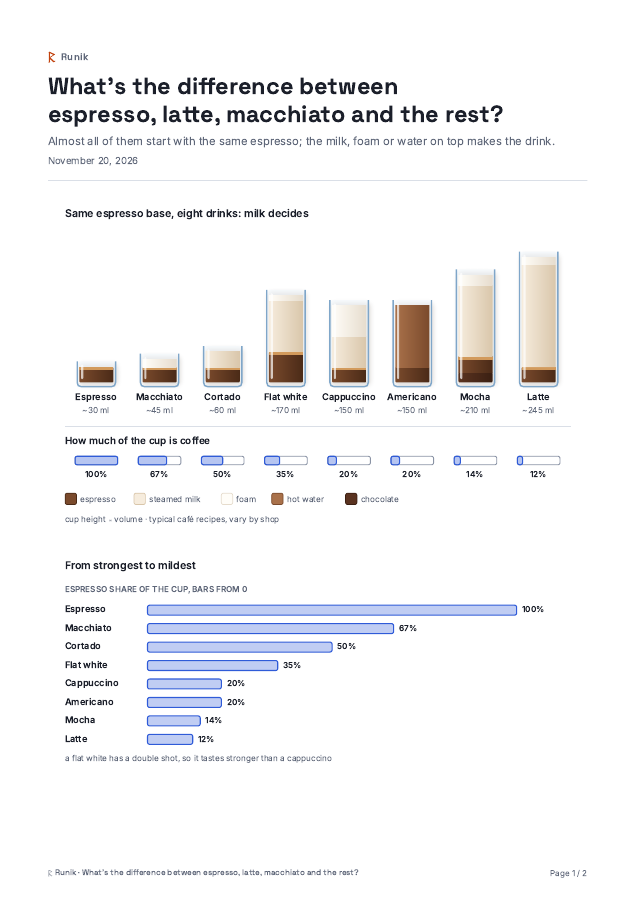 Runik
What's the difference between
espresso, latte, macchiato and the rest?
Almost all of them start with the same espresso; the milk, foam or water on top makes the drink.
November 20, 2026
Same espresso base, eight drinks: milk decides
Espresso Macchiato Cortado Flat white Cappuccino Americano Mocha Latte
~30 ml ~45 ml ~60 ml ~170 ml ~150 ml ~150 ml ~210 ml ~245 ml
How much of the cup is coffee
100% 67% 50% 35% 20% 20% 14% 12%
espresso steamed milk foam hot water chocolate
cup height ~ volume · typical café recipes, vary by shop
From strongest to mildest
ESPRESSO SHARE OF THE CUP, BARS FROM 0
Espresso 100%
Macchiato 67%
Cortado 50%
Flat white 35%
Cappuccino 20%
Americano 20%
Mocha 14%
Latte 12%
a flat white has a double shot, so it tastes stronger than a cappuccino
Runik · What's the difference between espresso, latte, macchiato and the rest? Page 1 / 2